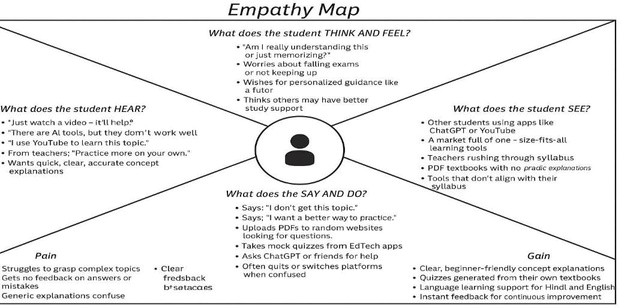 Empathy Map
What does the student THINK AND FEEL?
• "Am I really understanding this
or just memorizing?"
• Worries about falling exams
or not keeping up
• Wishes for personalized guidance like
a futor
• Thinks others may have better
study support
What does the student HEAR?
• "Just watch a video – it'll help."
• "There are AI tools, but they dom't work well
• "I use YouTube to learn this topic."
• From teachers; "Practice more on your own."
• Wants quick, clear, accurate concept
explanations
What does the student SEE?
• Other students using apps like
ChatGPT or YouTube
• A market full of one - size-fits-all
learning tools
• Teachers rushing through syllabus
• PDF textbooks with no pradic explanations
• Tools that don't align with their
syllabus
What does the SAY AND DO?
• Says: "I don't get this topic."
• Says; "I want a better way to practice."
• Uploads PDFs to random websites
looking for questions.
• Takes mock quizzes from EdTech apps
• Asks ChatGPT or friends for help
• Often quits or switches platforms
when confused
Pain
Struggles to grasp complex topics
Gets no feedback on answers or
mistakes
Generic explanations confuse
• Clear
fredsback
Gain
• Clear, beginner-friendly concept explanations
• Quizzes generated from their own textbooks
• Language learning support for Hindi and English
• Instant feedback for continuous improvement